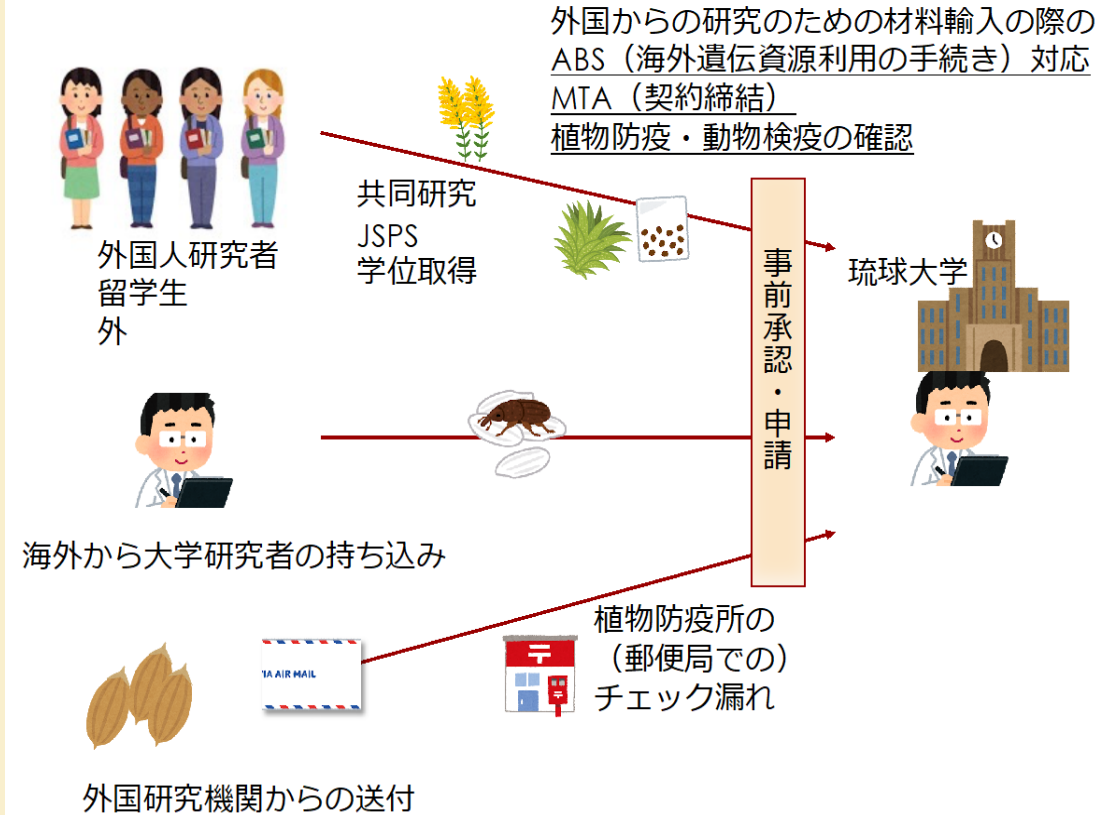 外国からの研究のための材料輸入の際の
ABS（海外遺伝資源利用の手続き）対応
MTA（契約締結）
植物防疫・動物検疫の確認
共同研究
JSPS
学位取得
外国人研究者
留学生
外
事前承認・申請
琉球大学
海外から大学研究者の持ち込み
植物防疫所の
（郵便局での）
チェック漏れ
〒
VIA AIR MAIL
外国研究機関からの送付